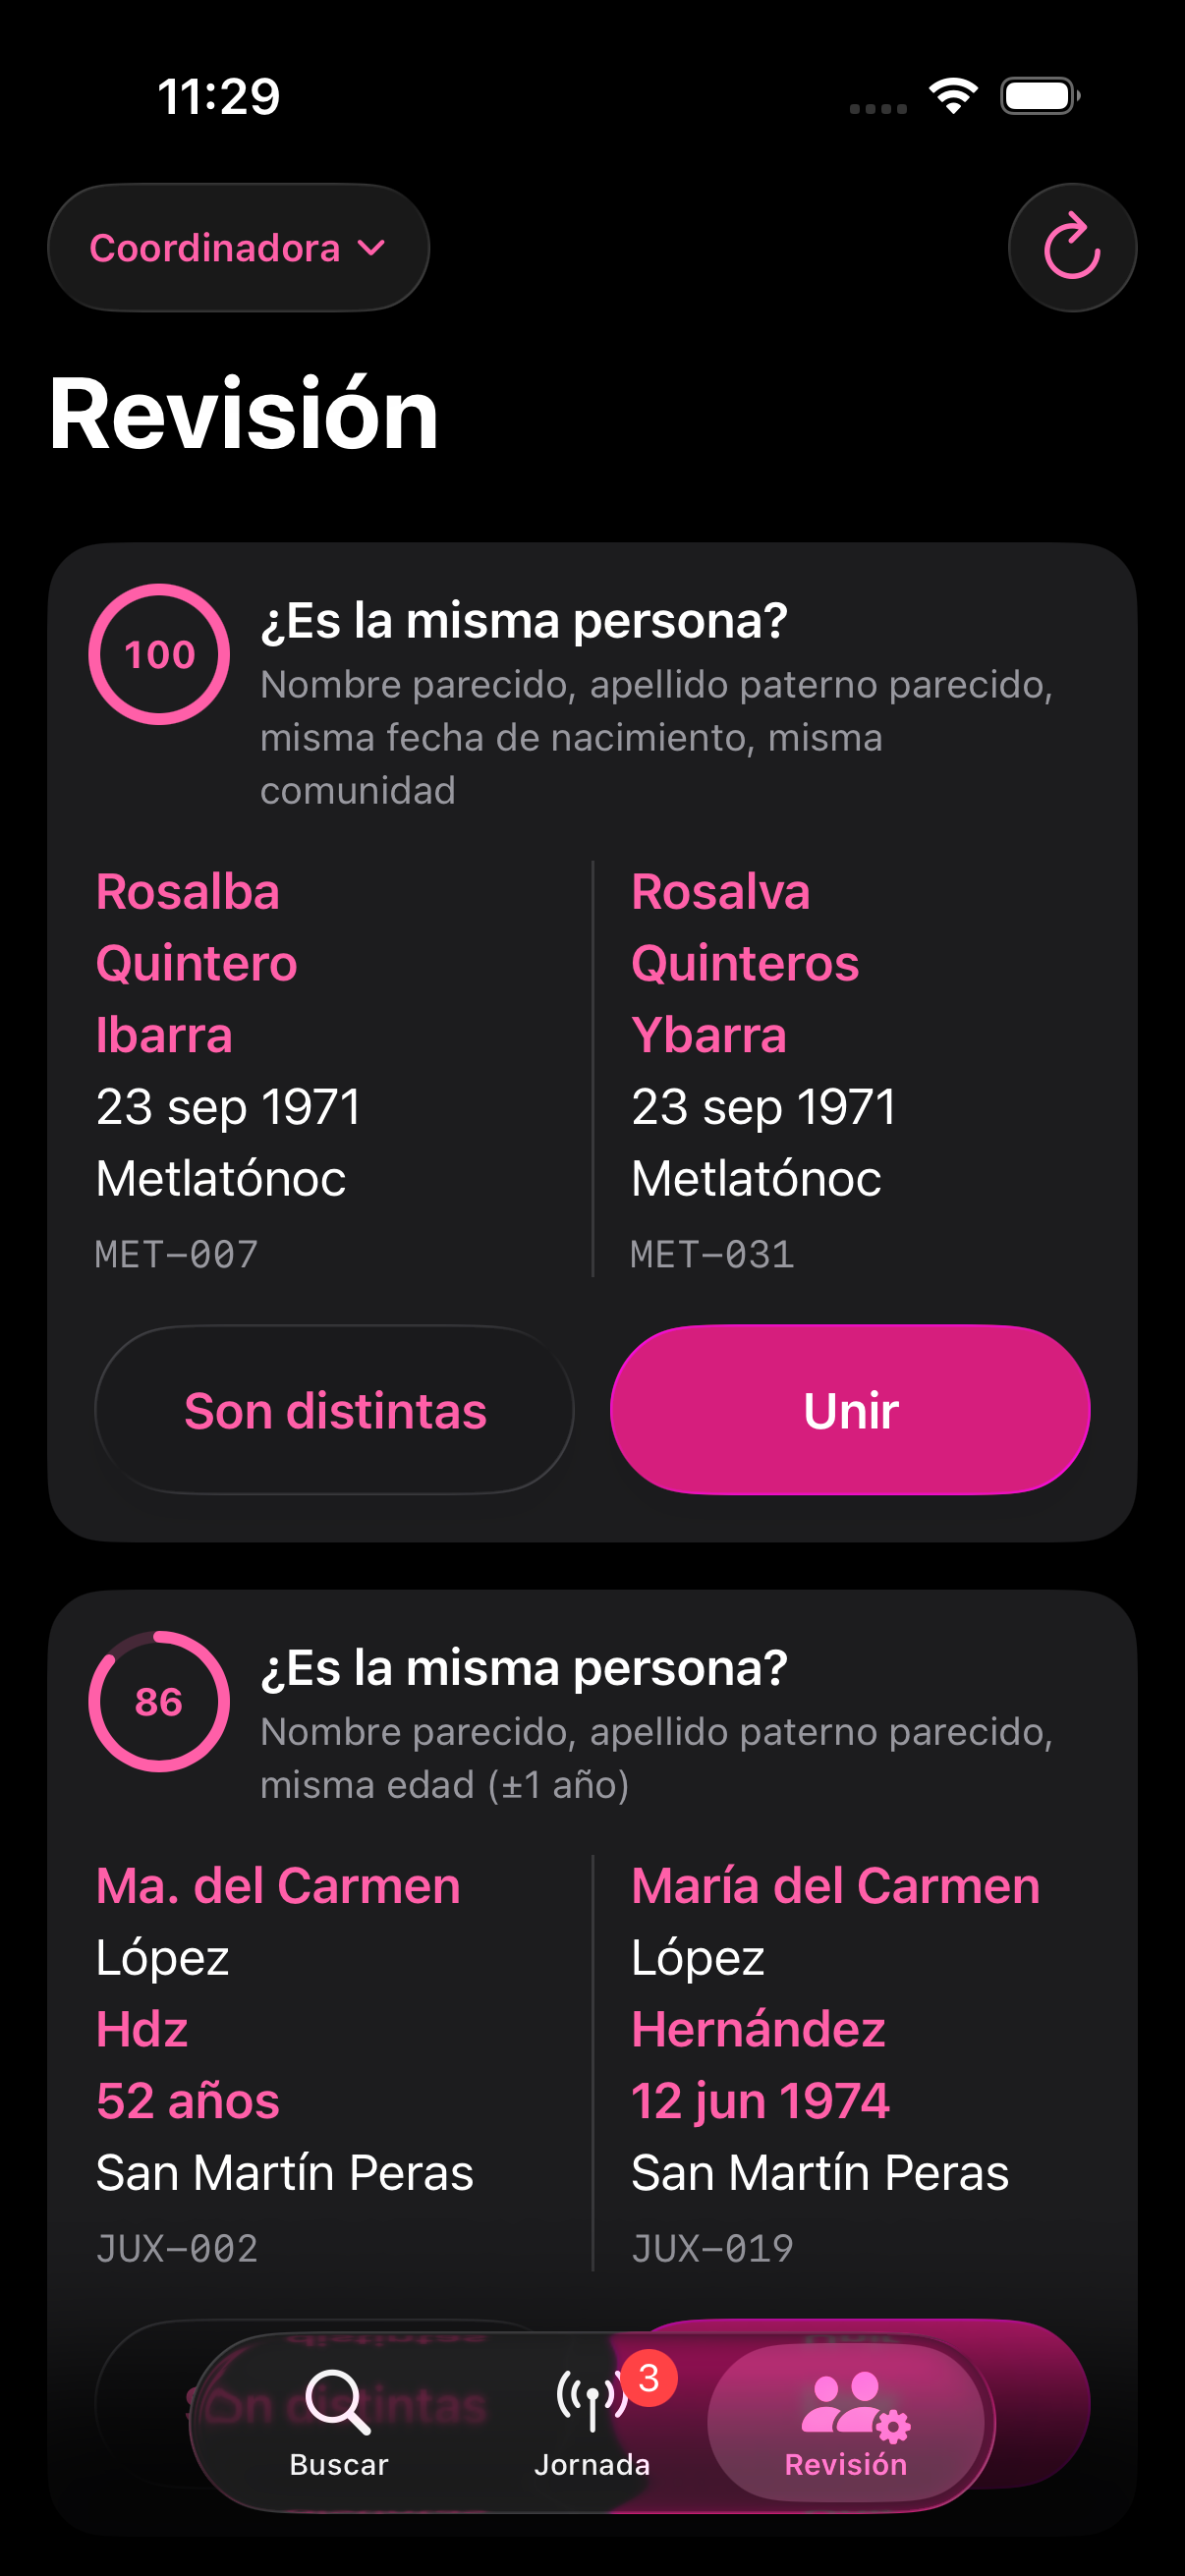 11:29
Coordinadora
Revisión
100
¿Es la misma persona?
Nombre parecido, apellido paterno parecido,
misma fecha de nacimiento, misma
comunidad
Rosalba
Quintero
Ibarra
23 sep 1971
Metlatónoc
MET-007
Rosalva
Quinteros
Ybarra
23 sep 1971
Metlatónoc
MET-031
Son distintas
Unir
86
¿Es la misma persona?
Nombre parecido, apellido paterno parecido,
misma edad (±1 año)
Ma. del Carmen
López
Hdz
52 años
San Martín Peras
JUX-002
María del Carmen
López
Hernández
12 jun 1974
San Martín Peras
JUX-019
Son distintas
Buscar
Jornada
3
Revisión